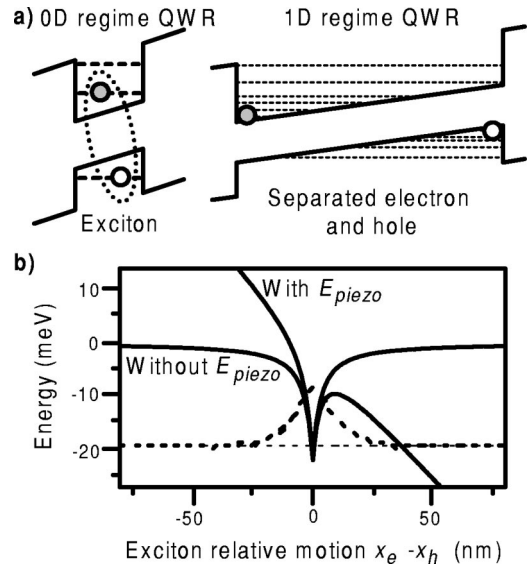 a) 0D regime QWR 1D regime QWR
Exciton
Separated electron
and hole
b)
With E_piezo
Without E_piezo
10
0
-10
-20
Energy (meV)
-50 0 50
Exciton relative motion x_e -x_h (nm)